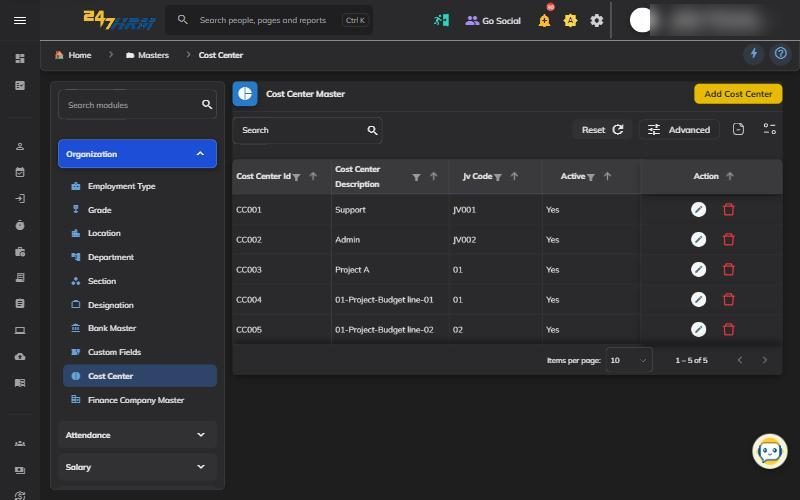 247HRM
Search people, pages and reports
Ctrl K
Go Social
Home
Masters
Cost Center
Search modules
Organization
Employment Type
Grade
Location
Department
Section
Designation
Bank Master
Custom Fields
Cost Center
Finance Company Master
Attendance
Salary
Cost Center Master
Add Cost Center
Search
Reset
Advanced
Cost Center Id
Cost Center
Description
Jv Code
Active
Action
CC001 Support JV001 Yes
CC002 Admin JV002 Yes
CC003 Project A 01 Yes
CC004 01-Project-Budget line-01 01 Yes
CC005 01-Project-Budget line-02 02 Yes
Items per page: 10 1 – 5 of 5